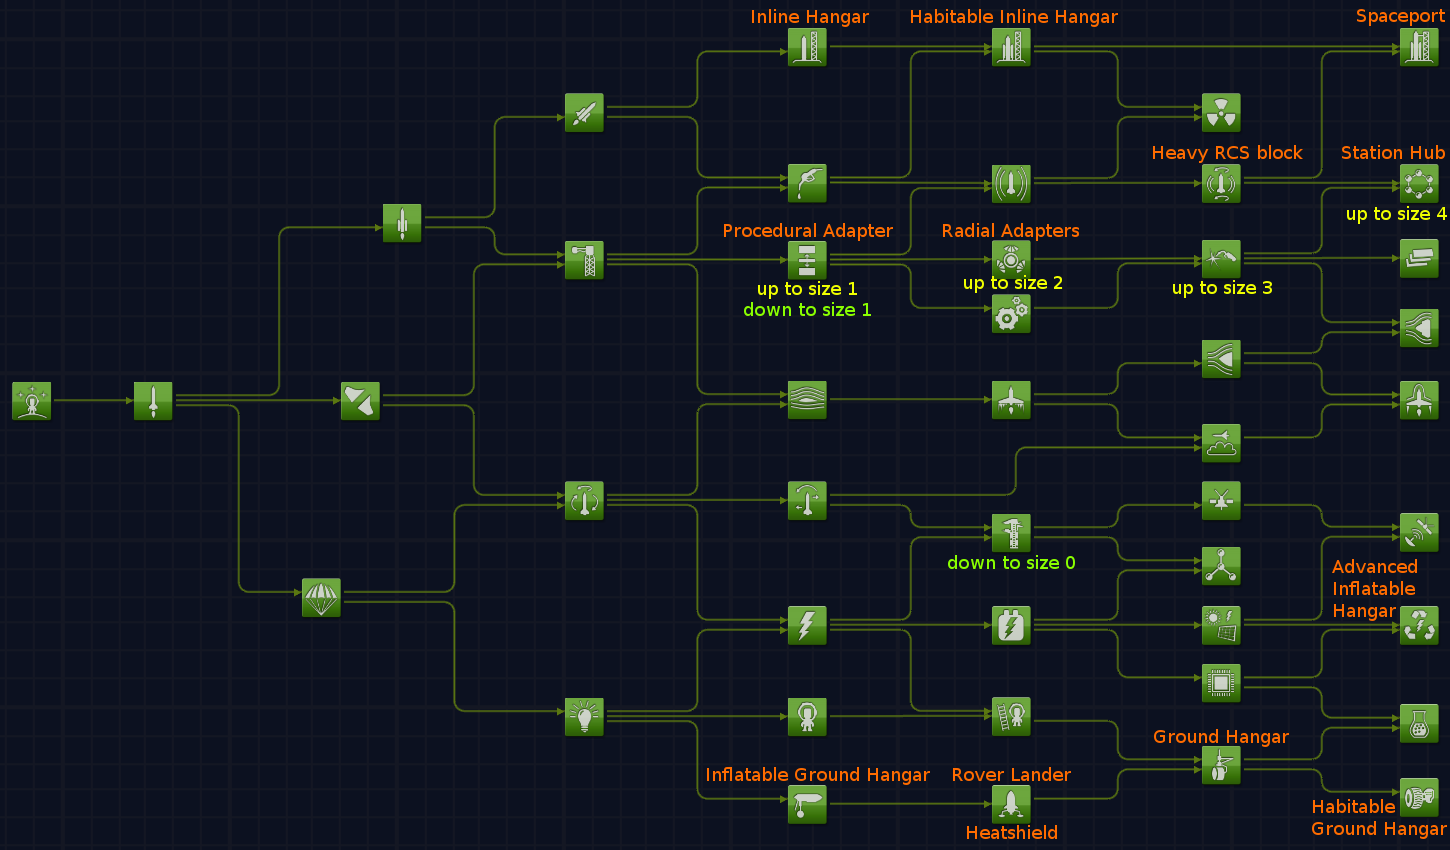 Inline Hangar
Habitable Inline Hangar
Spaceport
Heavy RCS block
Station Hub
up to size 4
Procedural Adapter
up to size 1
down to size 1
Radial Adapters
up to size 2
up to size 3
down to size 0
Advanced
Inflatable
Hangar
Ground Hangar
Inflatable Ground Hangar
Rover Lander
Heatshield
Habitable
Ground Hangar